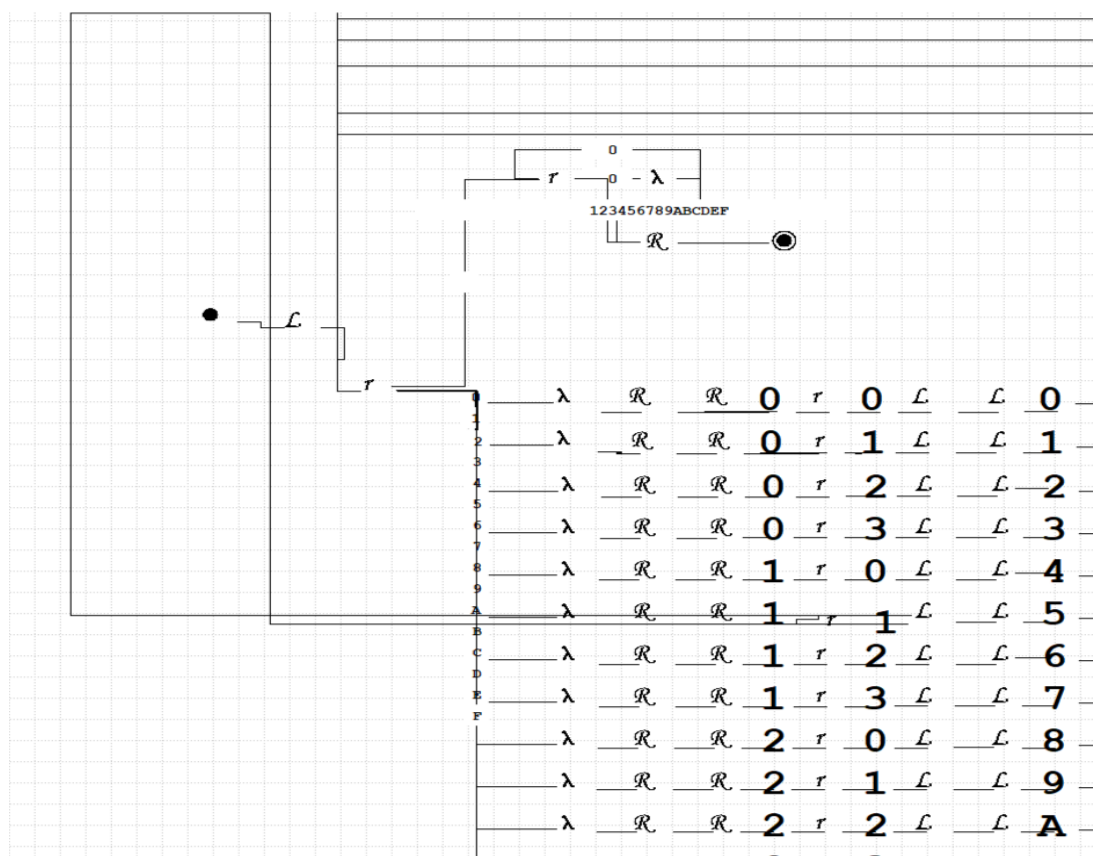 0
r 0 λ
123456789ABCDEF
ℛ
ℒ
r
0 λ ℛ ℛ 0 r 0 ℒ ℒ 0
1
2 λ ℛ ℛ 0 r 1 ℒ ℒ 1
3
4 λ ℛ ℛ 0 r 2 ℒ ℒ 2
5
6 λ ℛ ℛ 0 r 3 ℒ ℒ 3
7
8 λ ℛ ℛ 1 r 0 ℒ ℒ 4
9
A λ ℛ ℛ 1 r 1 ℒ ℒ 5
B
C λ ℛ ℛ 1 r 2 ℒ ℒ 6
D
E λ ℛ ℛ 1 r 3 ℒ ℒ 7
F
λ ℛ ℛ 2 r 0 ℒ ℒ 8
λ ℛ ℛ 2 r 1 ℒ ℒ 9
λ ℛ ℛ 2 r 2 ℒ ℒ A